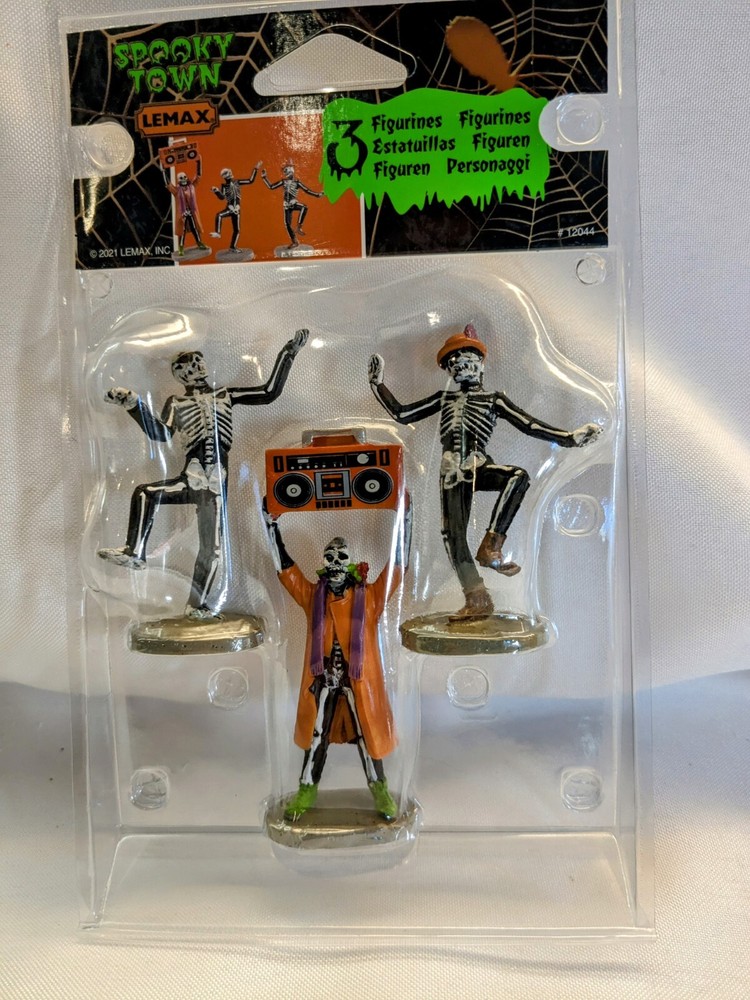 SPOOKY
TOWN
LEMAX
3 Figurines Figurines
Estatuillas Figuren
Figuren Personaggi
# 12044
© 2021 LEMAX, INC